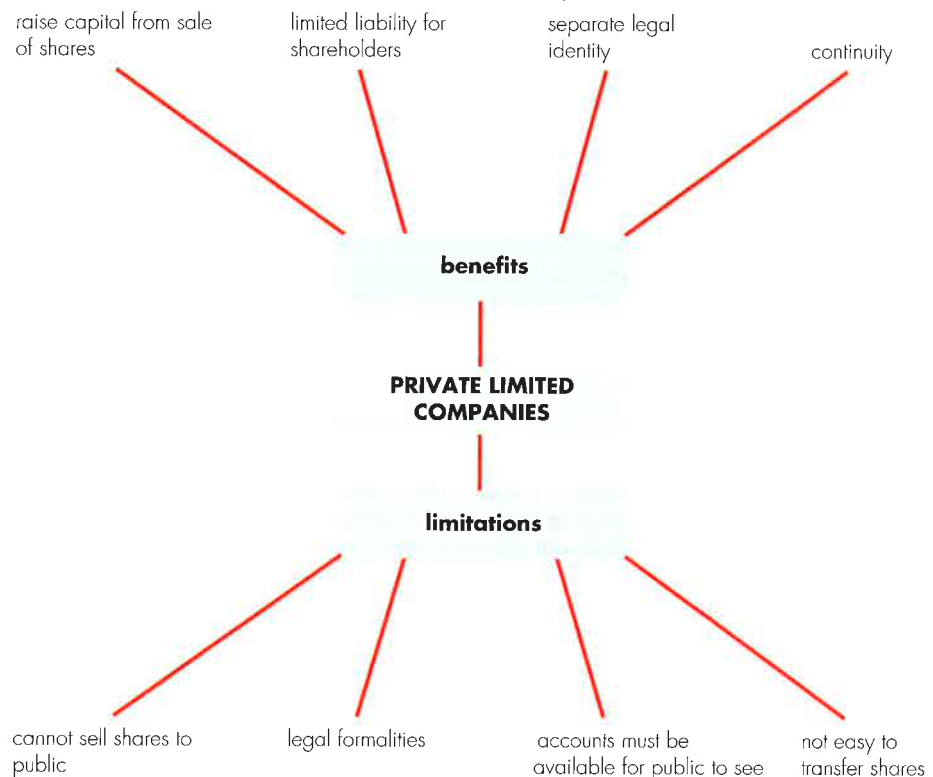 raise capital from sale
of shares
limited liability for
shareholders
separate legal
identity
continuity
benefits
PRIVATE LIMITED
COMPANIES
limitations
cannot sell shares to
public
legal formalities
accounts must be
available for public to see
not easy to
transfer shares